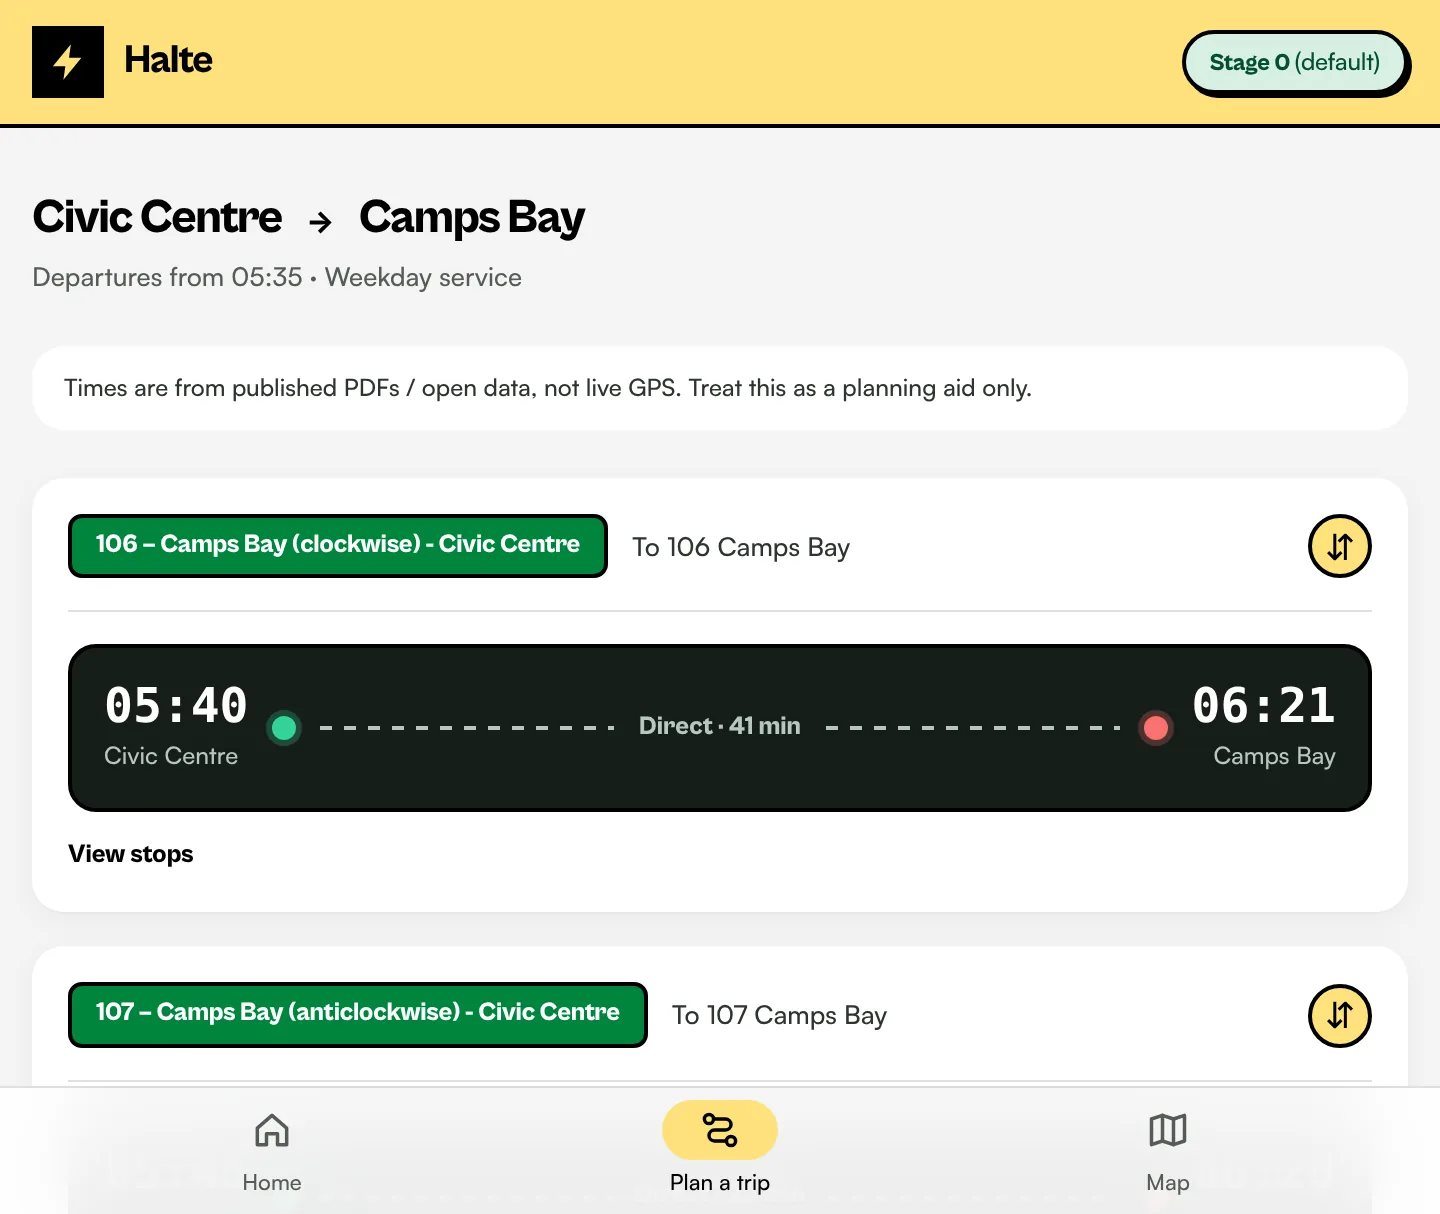 Halte
Stage 0 (default)
Civic Centre → Camps Bay
Departures from 05:35 · Weekday service
Times are from published PDFs / open data, not live GPS. Treat this as a planning aid only.
106 – Camps Bay (clockwise) - Civic Centre
To 106 Camps Bay
05:40
Civic Centre
Direct · 41 min
06:21
Camps Bay
View stops
107 – Camps Bay (anticlockwise) - Civic Centre
To 107 Camps Bay
Home
Plan a trip
Map